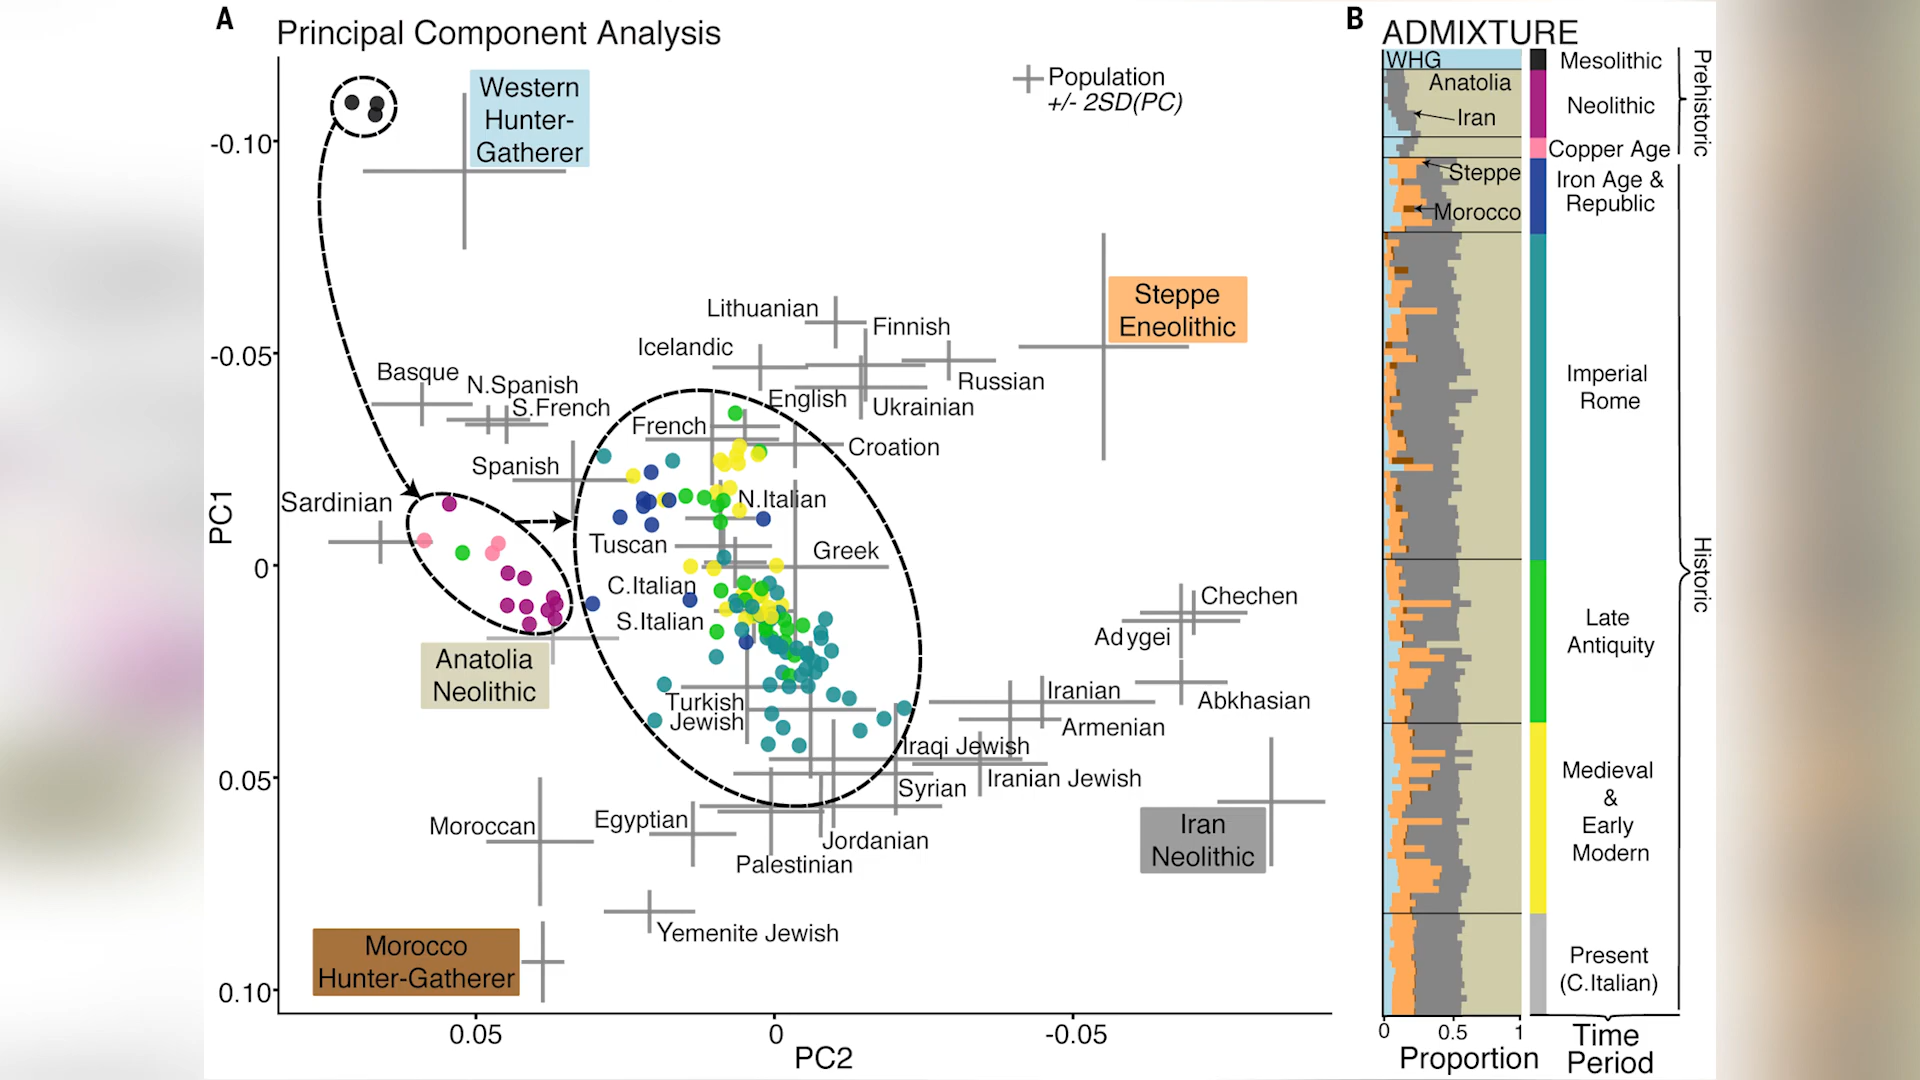 A
Principal Component Analysis
Western
Hunter-
Gatherer
Population
+/- 2SD(PC)
-0.10
Steppe
Eneolithic
Lithuanian
Finnish
Icelandic
-0.05
Basque
N.Spanish
S.French
English
Russian
Ukrainian
French
Croation
Spanish
Sardinian
N.Italian
PC1
Tuscan
Greek
0
C.Italian
S.Italian
Chechen
Adygei
Anatolia
Neolithic
Turkish
Jewish
Iranian
Abkhasian
Armenian
Iraqi Jewish
Iranian Jewish
0.05
Syrian
Moroccan
Egyptian
Jordanian
Palestinian
Iran
Neolithic
Yemenite Jewish
Morocco
Hunter-Gatherer
0.10
0.05
0
-0.05
PC2
B
ADMIXTURE
WHG
Anatolia
Iran
Steppe
Morocco
Mesolithic
Neolithic
Copper Age
Iron Age &
Republic
Imperial
Rome
Late
Antiquity
Medieval
&
Early
Modern
Present
(C.Italian)
Prehistoric
Historic
0
0.5
1
Proportion
Time
Period